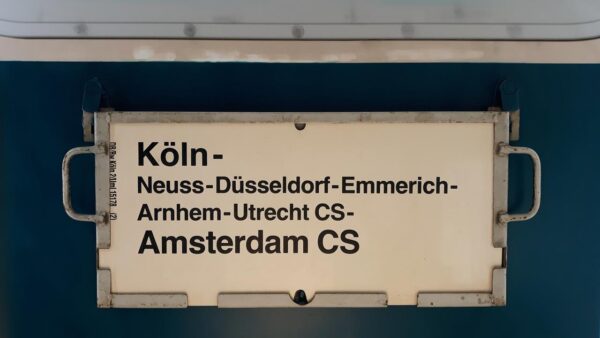 Köln-
Neuss-Düsseldorf-Emmerich-
Arnhem-Utrecht CS-
Amsterdam CS